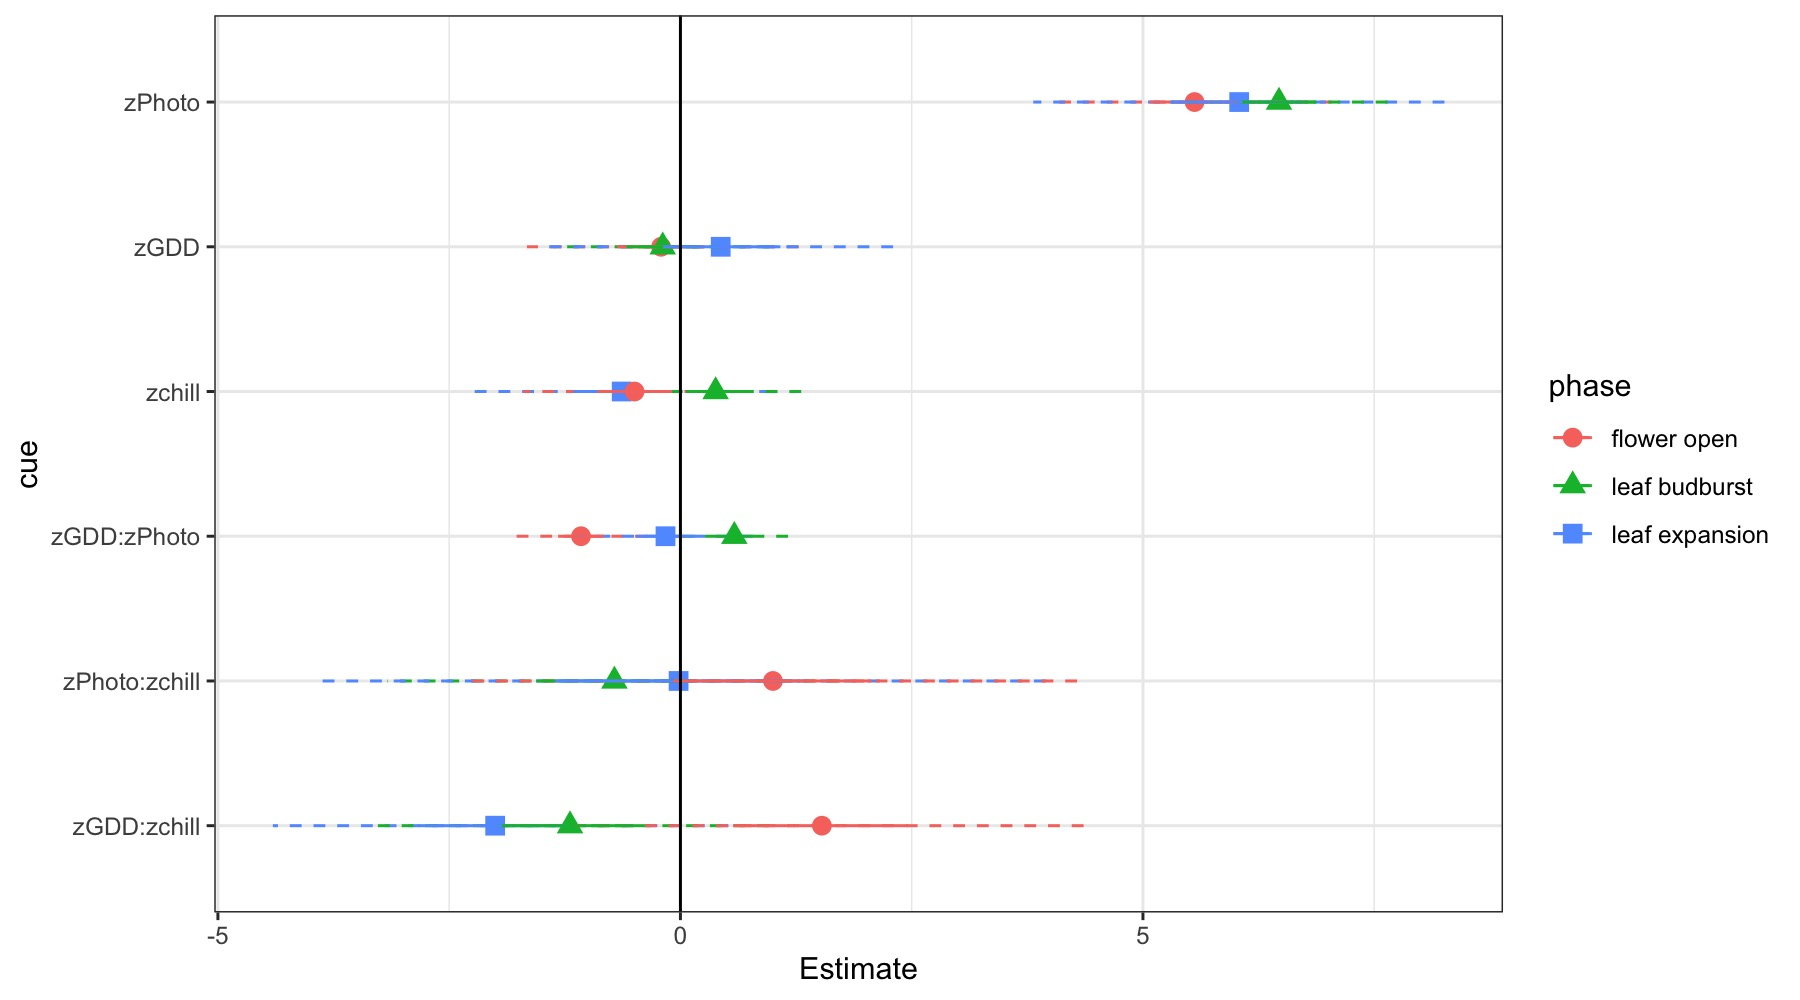 zPhoto
zGDD
zchill
zGDD:zPhoto
zPhoto:zchill
zGDD:zchill
cue
-5 0 5
Estimate
phase
flower open
leaf budburst
leaf expansion